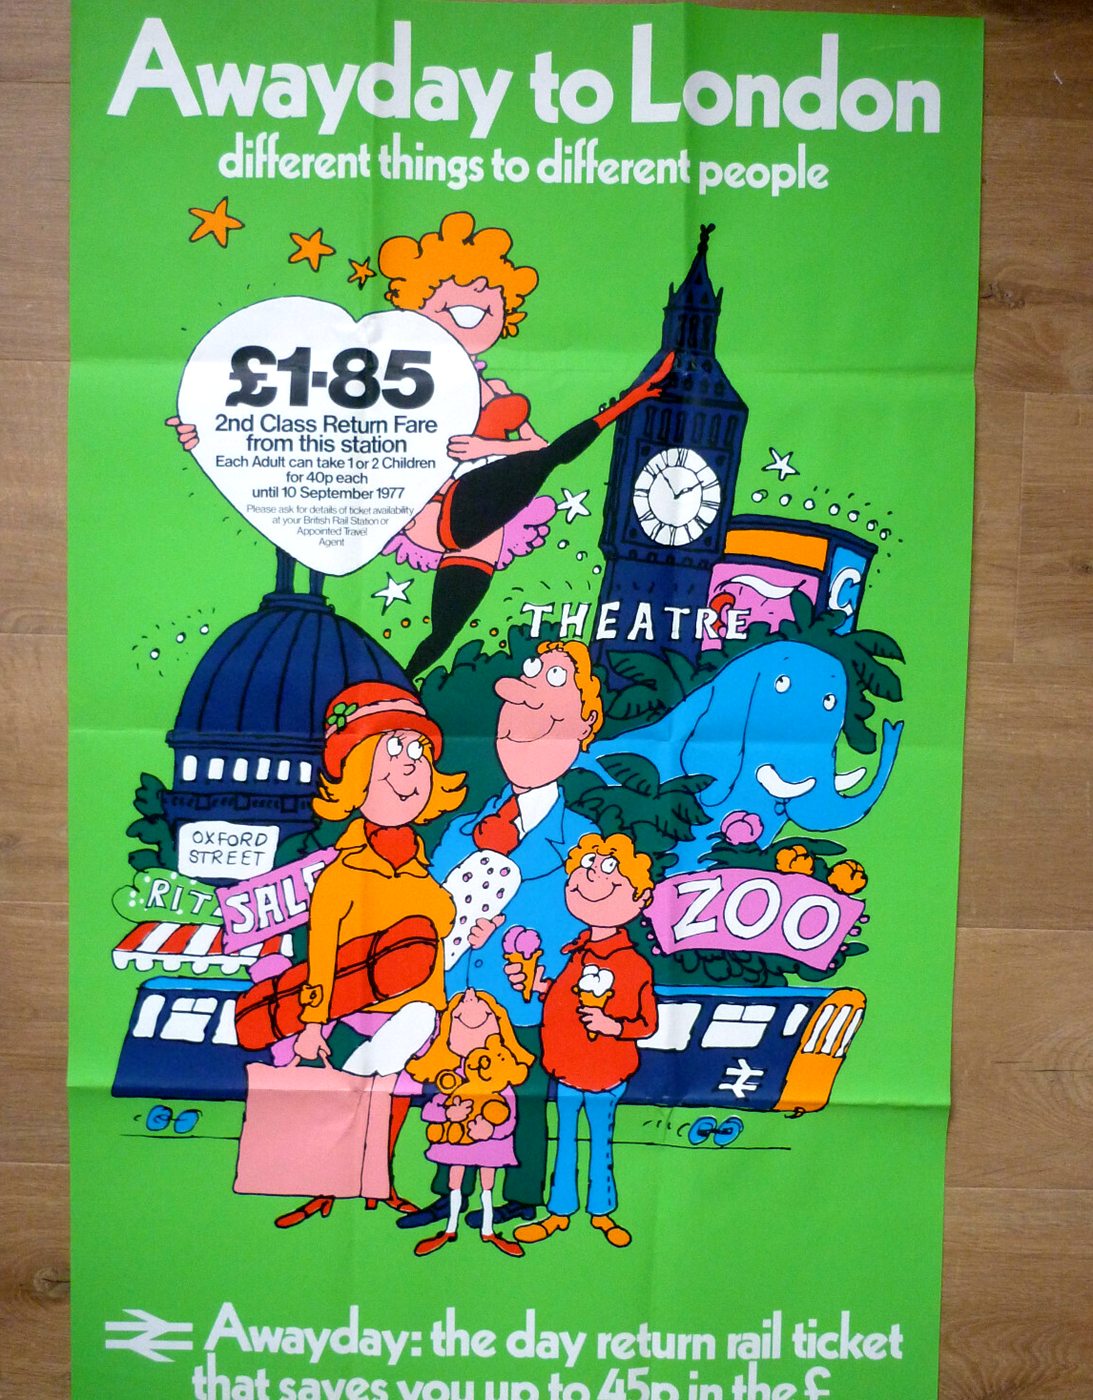 Awayday to London
different things to different people
£1·85
2nd Class Return Fare
from this station
Each Adult can take 1 or 2 Children
for 40p each
until 10 September 1977
Please ask for details of ticket availability
at your British Rail Station or
Appointed Travel
Agent
THEATRE
OXFORD
STREET
RITZ
SALE
ZOO
Awayday: the day return rail ticket
that saves you up to 45p in the £